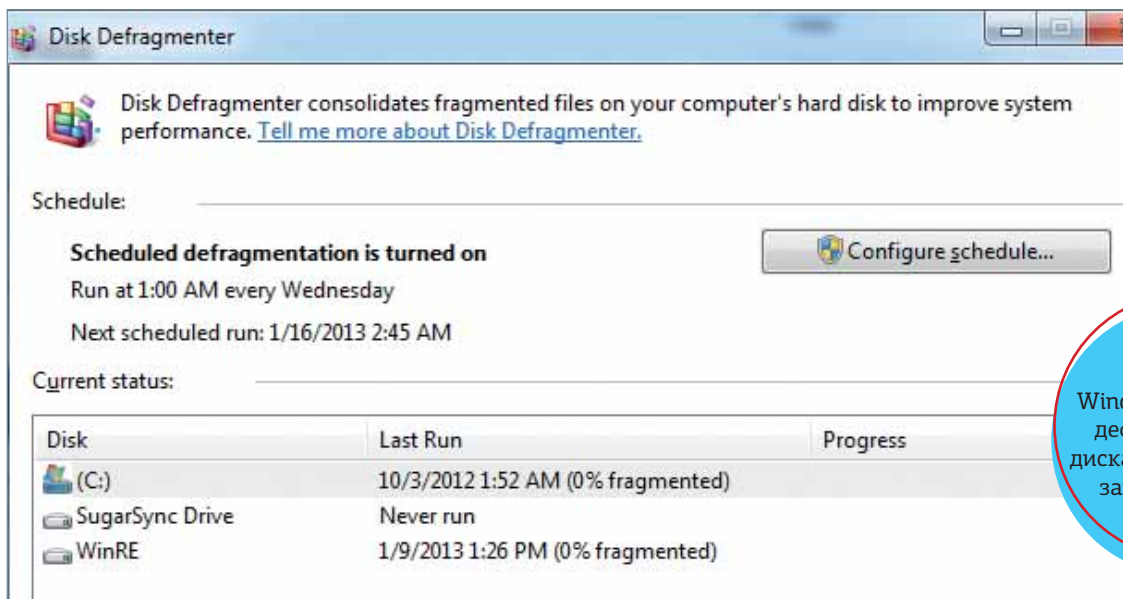 Disk Defragmenter
Disk Defragmenter consolidates fragmented files on your computer's hard disk to improve system
performance. Tell me more about Disk Defragmenter.
Schedule:
Scheduled defragmentation is turned on
Configure schedule...
Run at 1:00 AM every Wednesday
Next scheduled run: 1/16/2013 2:45 AM
Current status:
Disk Last Run Progress
(C:) 10/3/2012 1:52 AM (0% fragmented)
SugarSync Drive Never run
WinRE 1/9/2013 1:26 PM (0% fragmented)
за